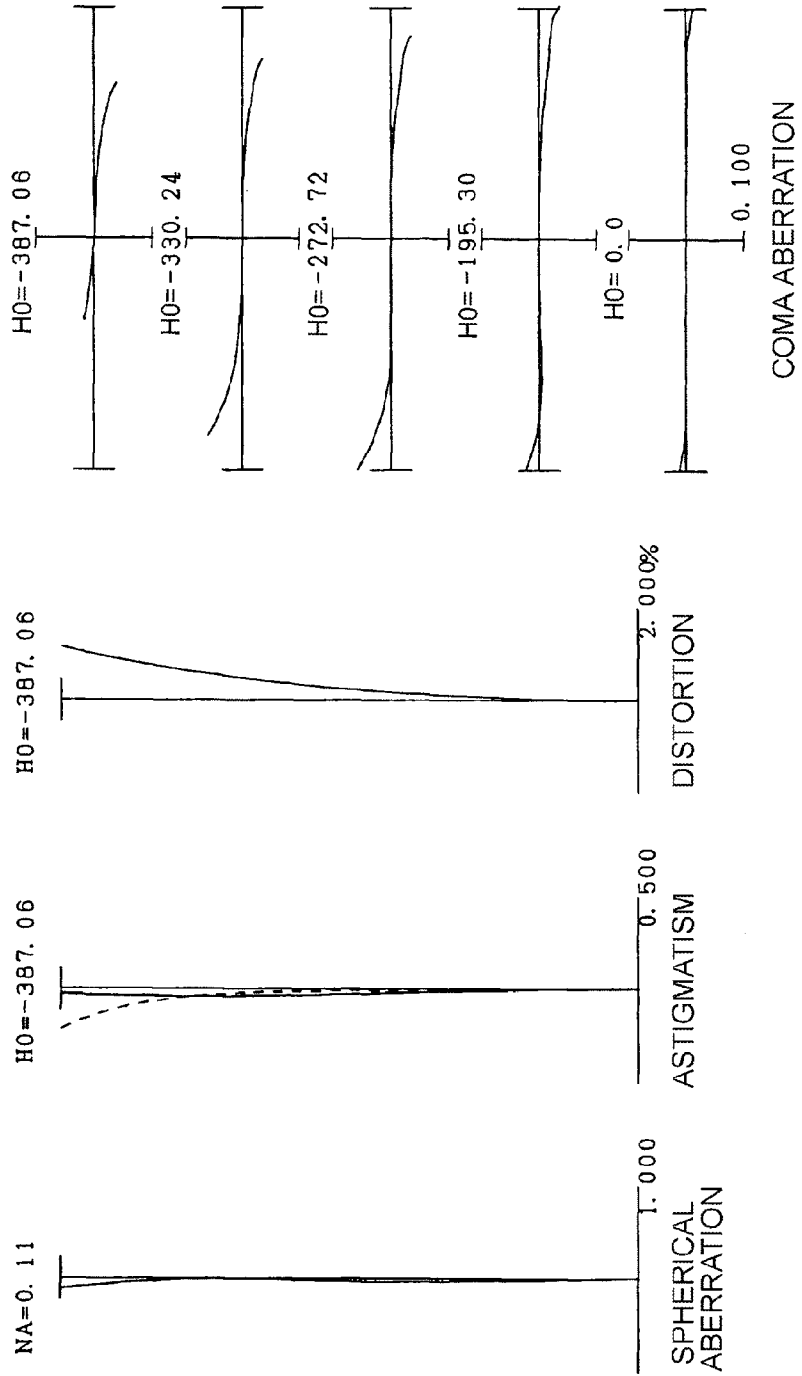 NA=0. 11
1. 000
SPHERICAL
ABERRATION
H0=-387. 06
0. 500
ASTIGMATISM
H0=-387. 06
2. 000%
DISTORTION
H0=-387. 06
H0=-330. 24
H0=-272. 72
H0=-195. 30
H0= 0. 0
0. 100
COMA ABERRATION